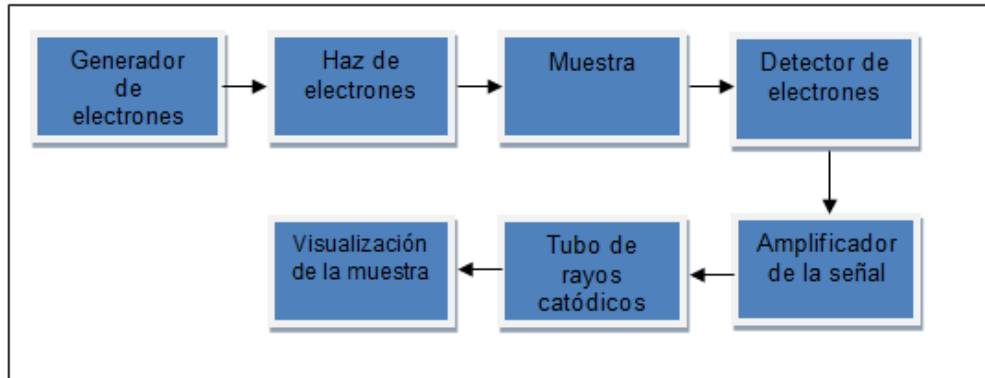 Generador
de
electrones
Haz de
electrones
Muestra
Detector de
electrones
Amplificador
de la señal
Tubo de
rayos
catódicos
Visualización
de la muestra